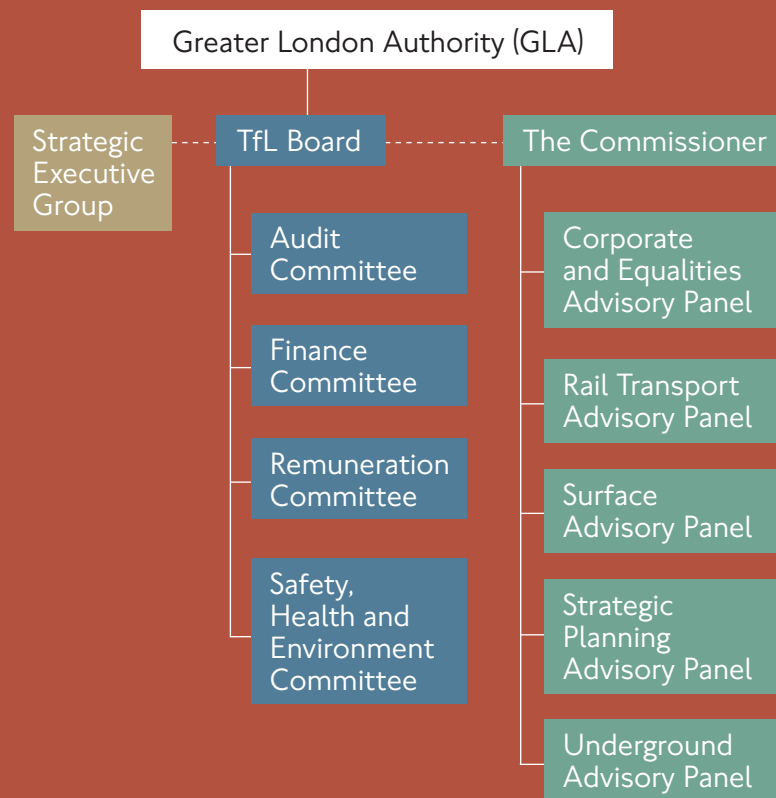 Greater London Authority (GLA)
Strategic
Executive
Group
TfL Board
The Commissioner
Audit
Committee
Finance
Committee
Remuneration
Committee
Safety,
Health and
Environment
Committee
Corporate
and Equalities
Advisory Panel
Rail Transport
Advisory Panel
Surface
Advisory Panel
Strategic
Planning
Advisory Panel
Underground
Advisory Panel